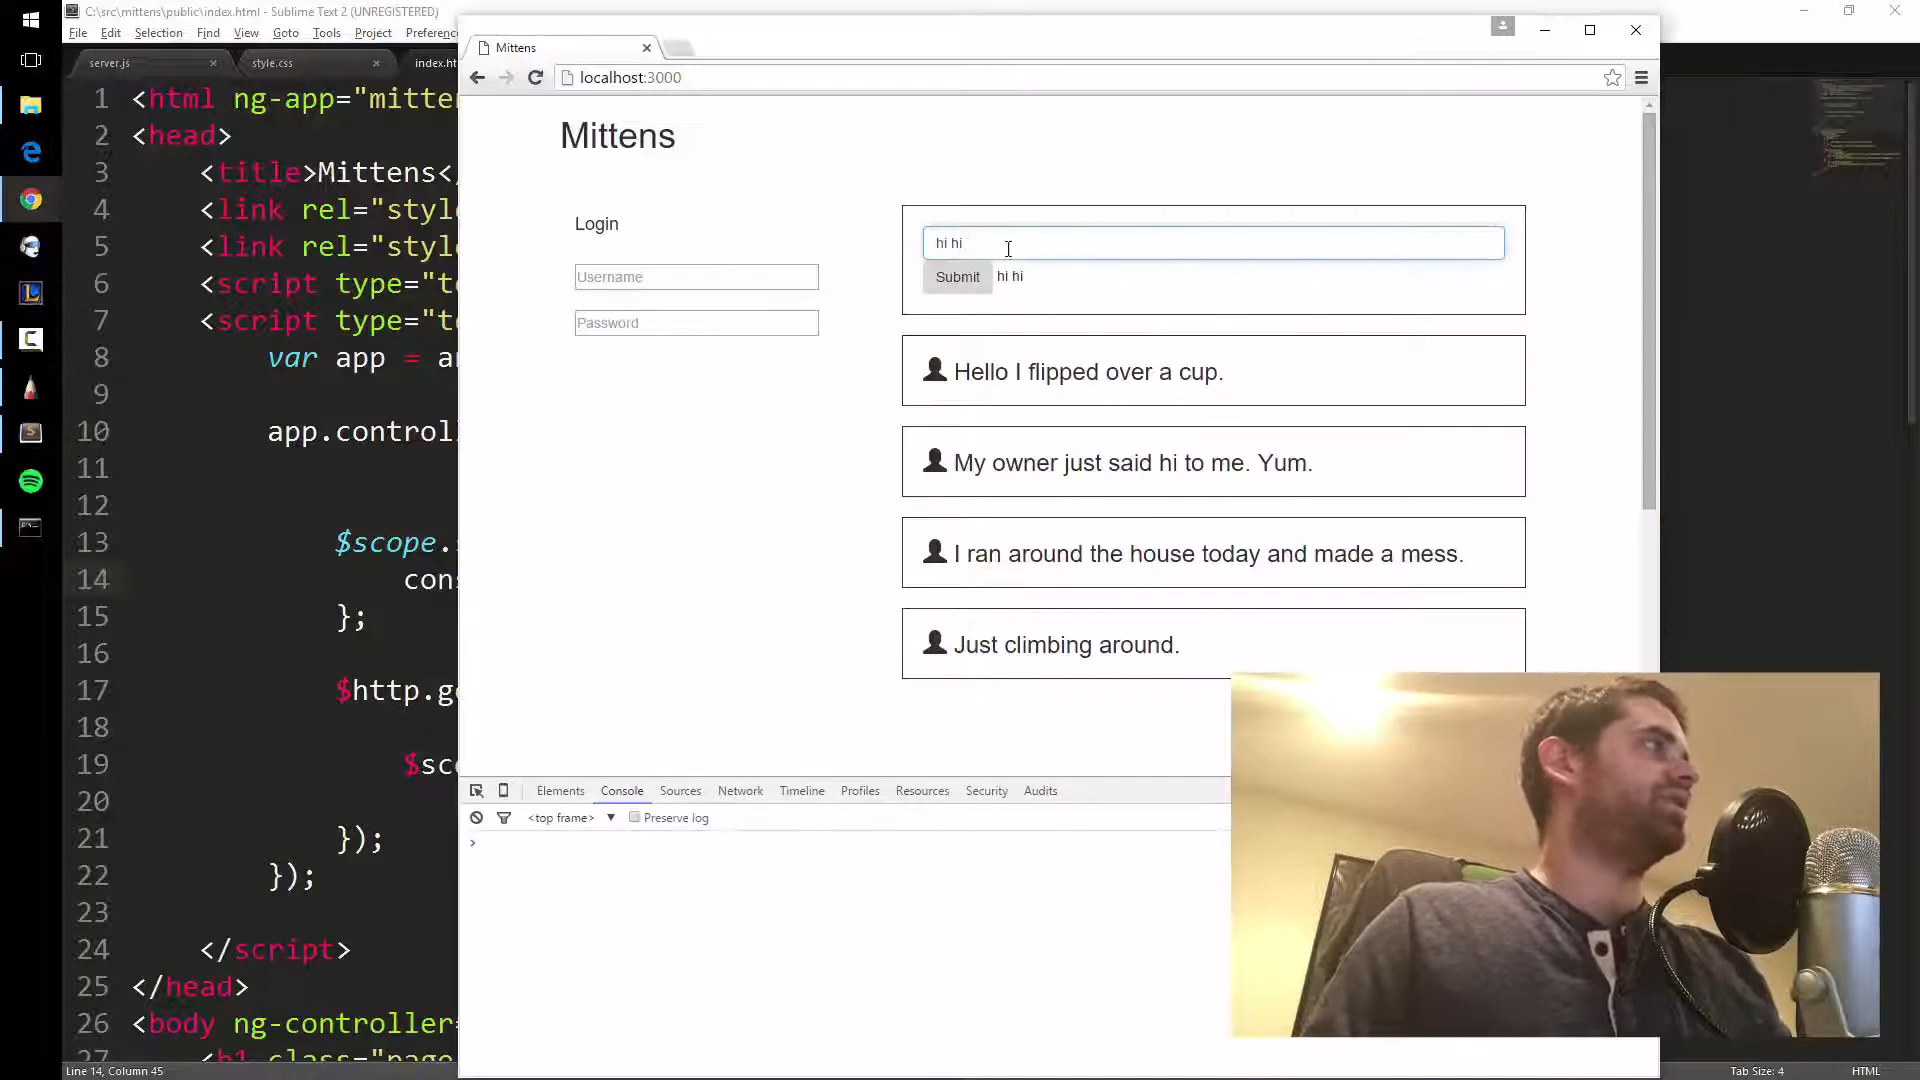 C:\src\mittens\public\index.html - Sublime Text 2 (UNREGISTERED)
File Edit Selection Find View Goto Tools Project Preferenc
server.js style.css index.ht
1 <html ng-app="mitte
2 <head>
3 <title>Mittens<
4 <link rel="styl
5 <link rel="styl
6 <script type="t
7 <script type="t
8 var app = a
9
10 app.control
11
12
13 $scope.
14 con
15 };
16
17 $http.g
18
19 $sc
20
21 });
22 });
23
24 </script>
25 </head>
26 <body ng-controller=
27 <h1 class="page
Line 14, Column 45
Tab Size: 4
HTML
Mittens
localhost:3000
Mittens
Login
Username
Password
hi hi
Submit hi hi
Hello I flipped over a cup.
My owner just said hi to me. Yum.
I ran around the house today and made a mess.
Just climbing around.
Elements Console Sources Network Timeline Profiles Resources Security Audits
<top frame> Preserve log